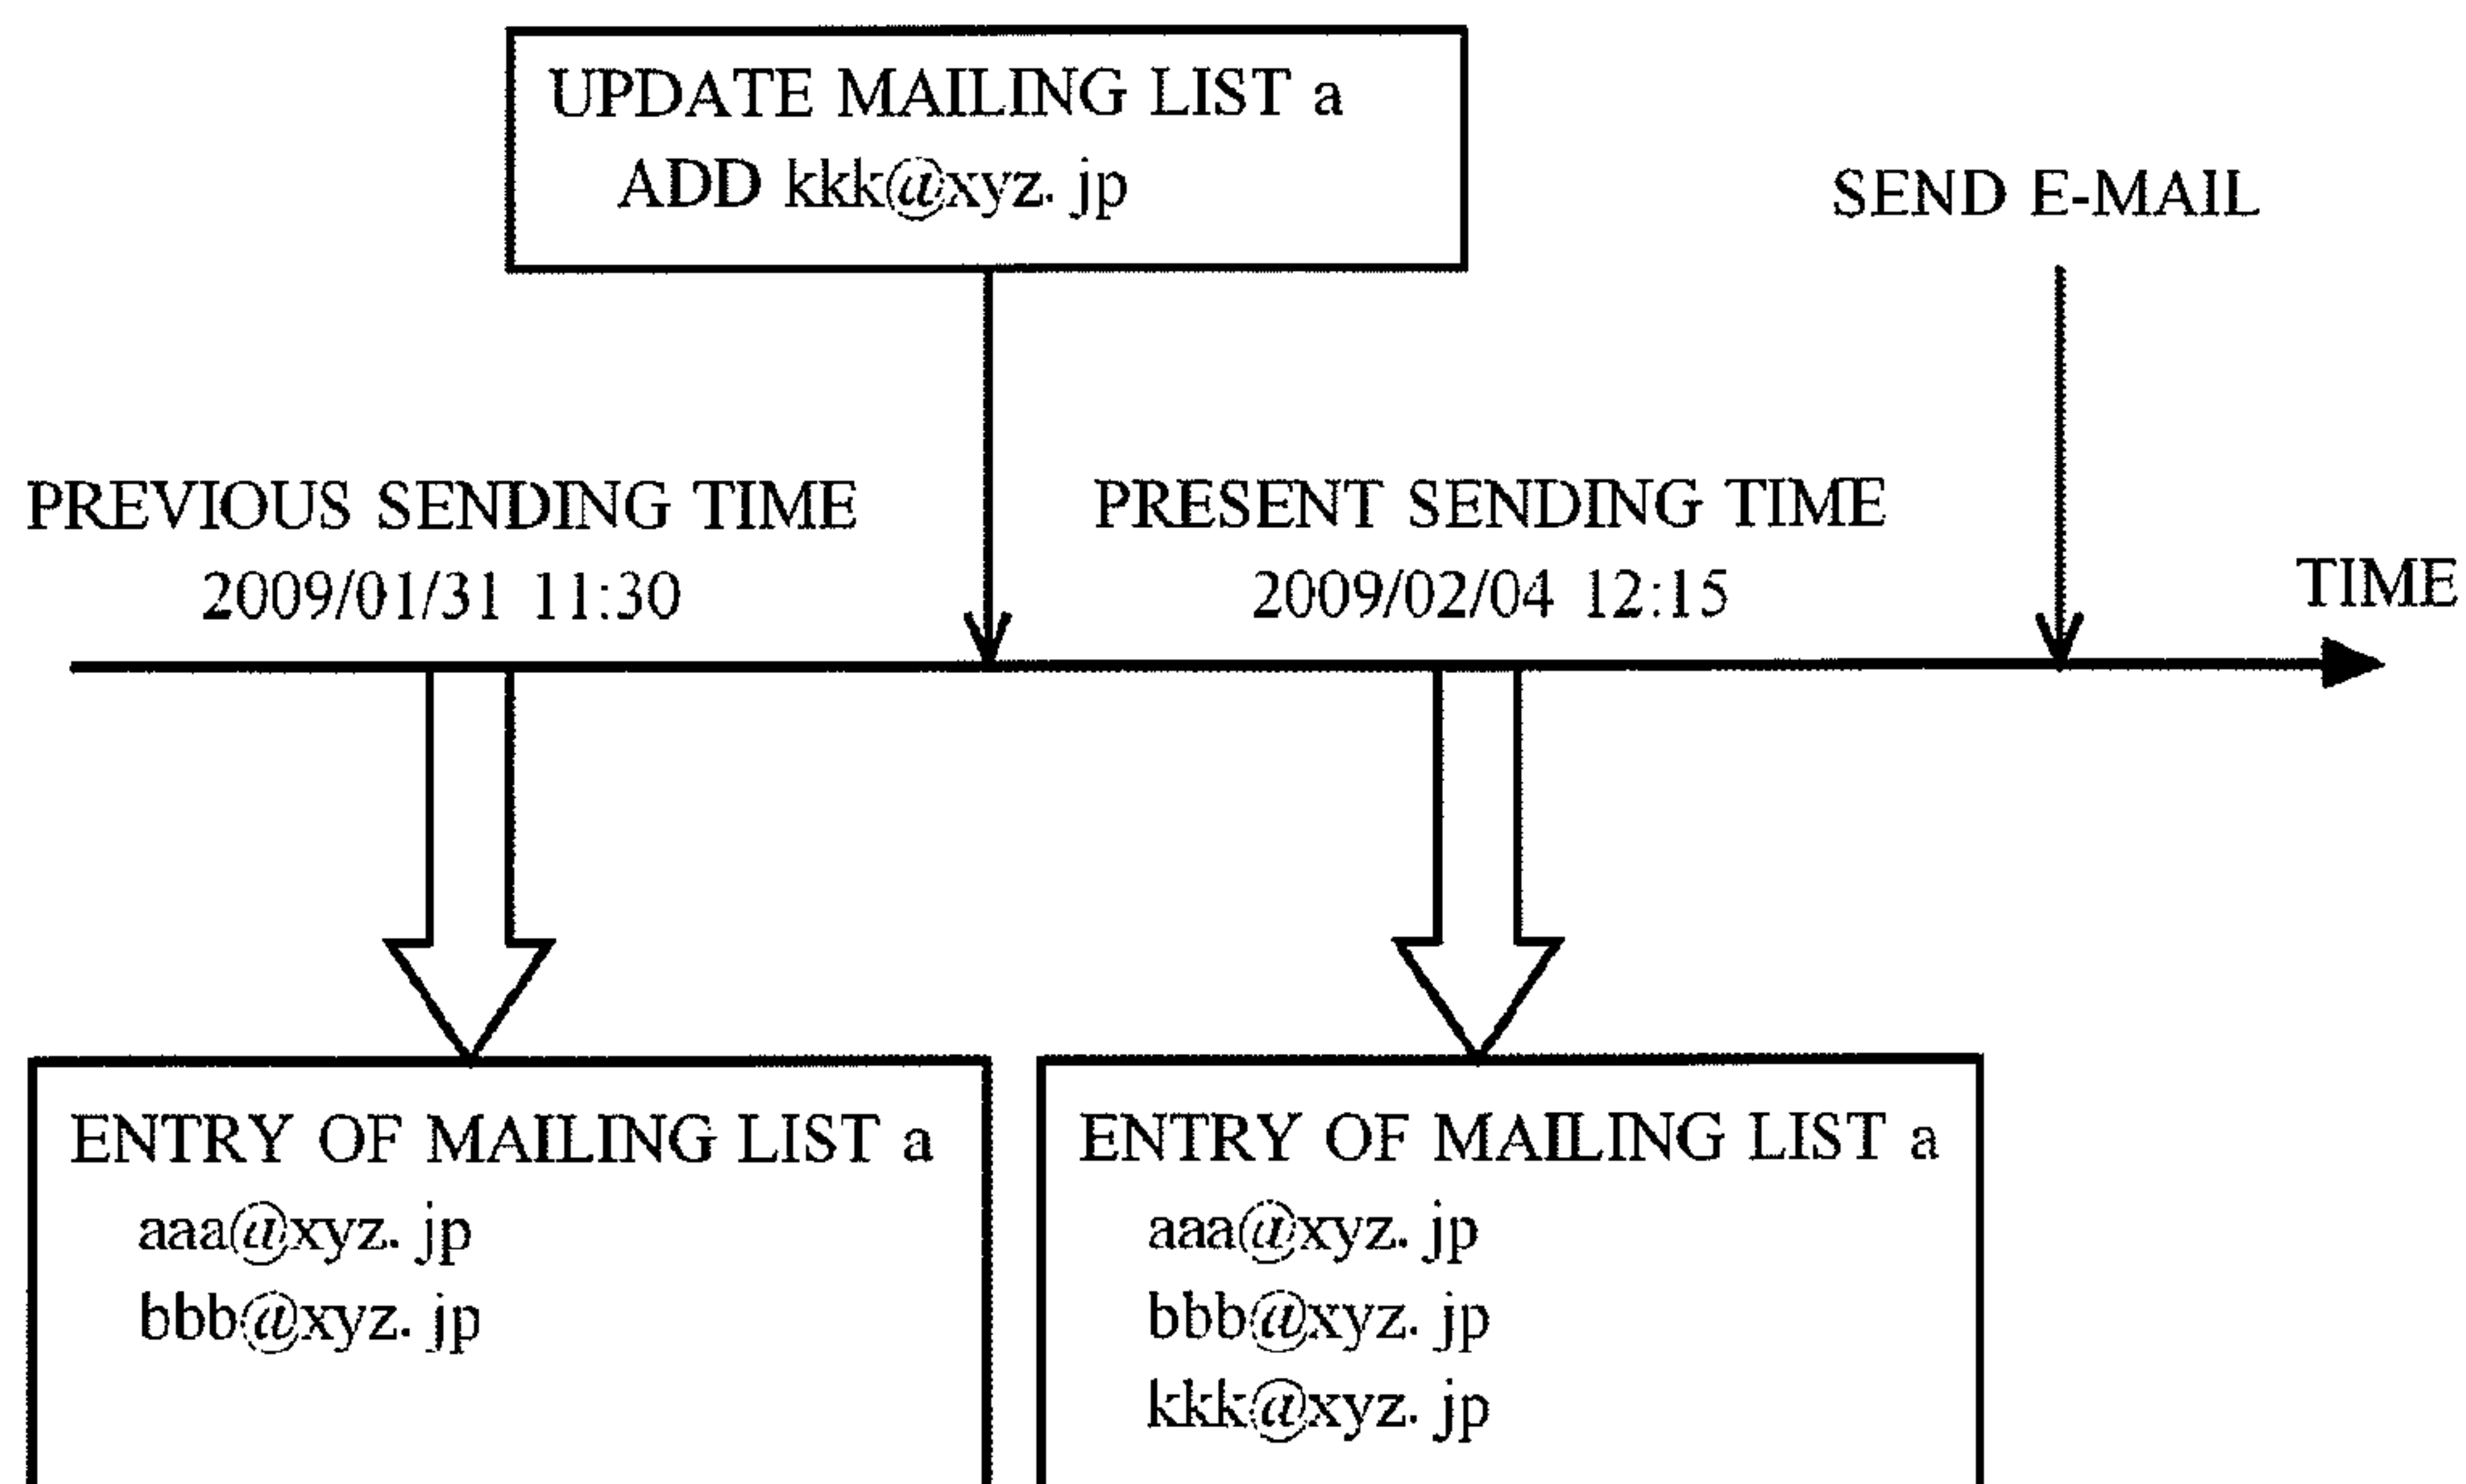 UPDATE MAILING LIST a
ADD kkk@xyz. jp
SEND E-MAIL
PREVIOUS SENDING TIME
2009/01/31 11:30
PRESENT SENDING TIME
2009/02/04 12:15
TIME
ENTRY OF MAILING LIST a
aaa@xyz. jp
bbb@xyz. jp
ENTRY OF MAILING LIST a
aaa@xyz. jp
bbb@xyz. jp
kkk@xyz. jp